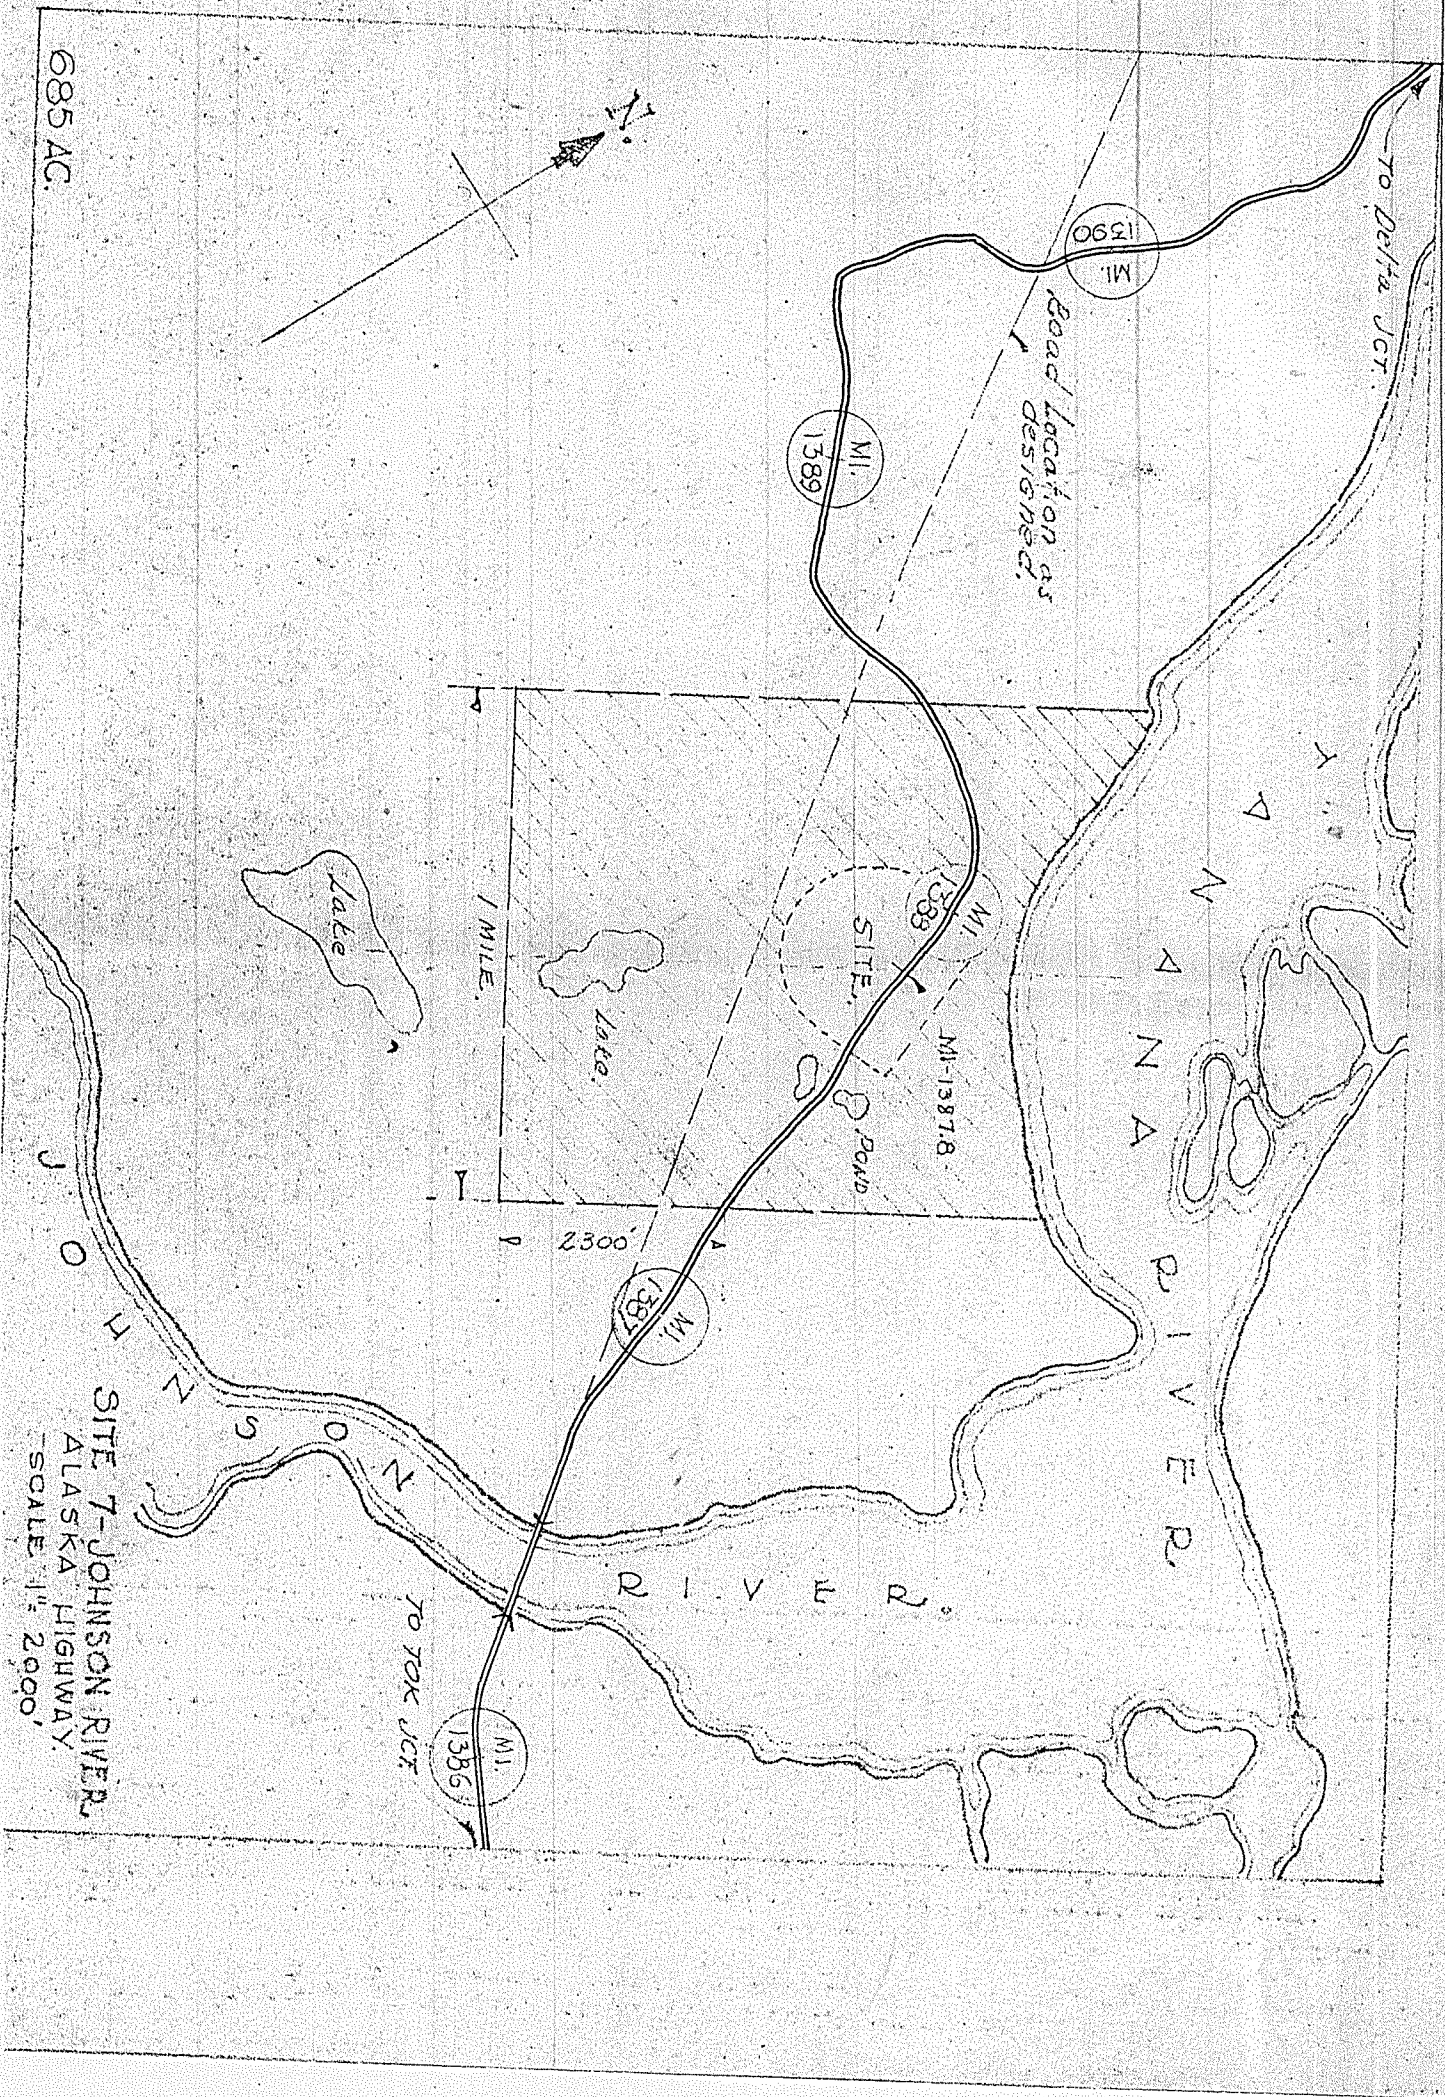 TO Delta JCT.
MI.
1390
Road Location as
designed.
MI.
1389
N.
685 AC.
TANANA RIVER
MI.
1388
SITE.
MI-1387.8
POND
Lake.
Lake
1 MILE.
2300'
MI.
1387
JOHNSON RIVER.
TO TOK JCT.
MI.
1386
SITE 7-JOHNSON RIVER.
ALASKA HIGHWAY.
SCALE 1"= 2000'